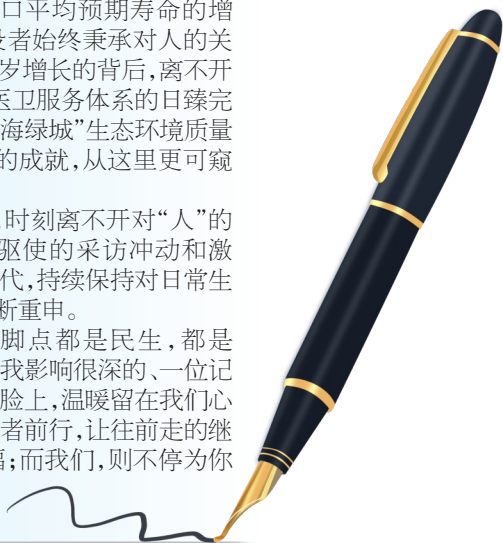 口平均预期寿命的增
者始终秉承对人的关
岁增长的背后,离不开
医卫服务体系的日臻完
海绿城”生态环境质量
的成就,从这里更可窥
时刻离不开对“人”的
驱使的采访冲动和激
代,持续保持对日常生
断重申。
脚点都是民生,都是
我影响很深的、一位记
脸上,温暖留在我们心
者前行,让往前走的继
;而我们,则不停为你